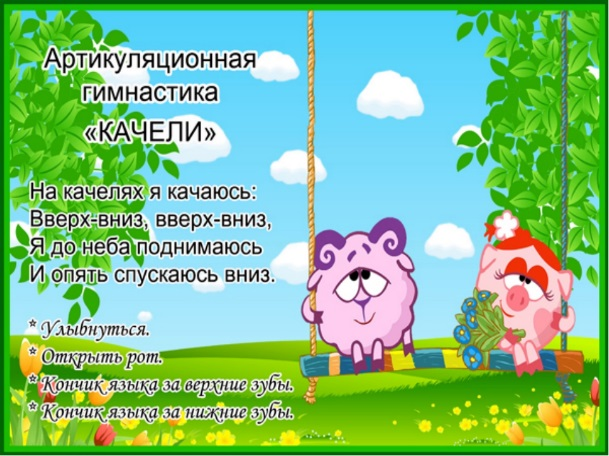 Артикуляционная
гимнастика
«КАЧЕЛИ»
На качелях я качаюсь:
Вверх-вниз, вверх-вниз,
Я до неба поднимаюсь
И опять спускаюсь вниз.
* Улыбнуться.
* Открыть рот.
* Кончик языка за верхние зубы.
* Кончик языка за нижние зубы.